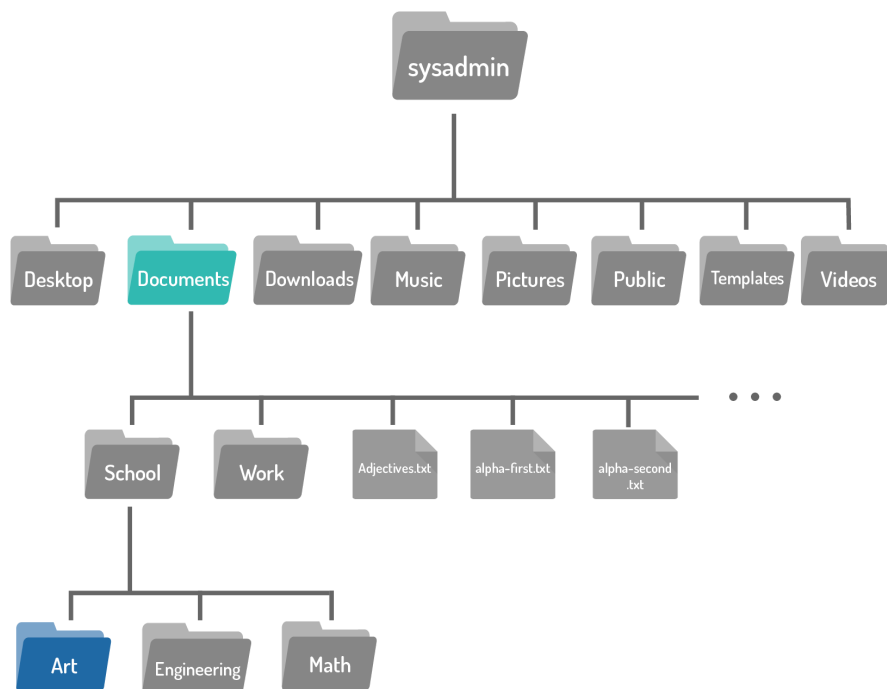 sysadmin
Desktop
Documents
Downloads
Music
Pictures
Public
Templates
Videos
School
Work
Adjectives.txt
alpha-first.txt
alpha-second
.txt
Art
Engineering
Math